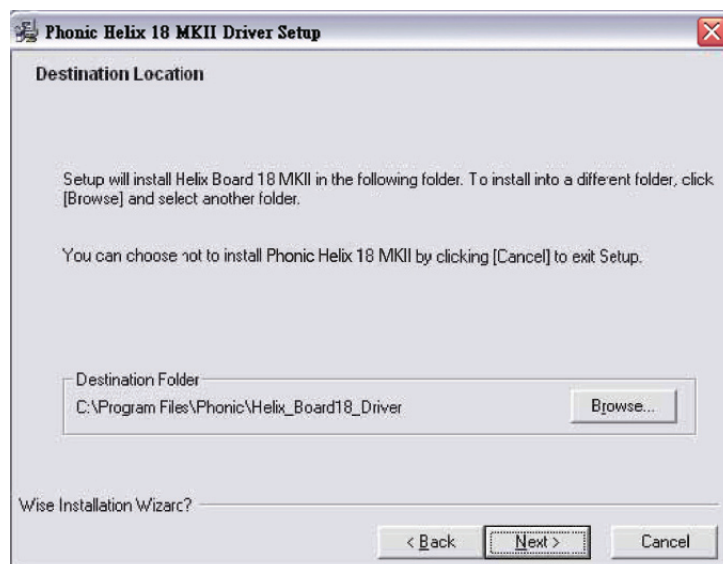 Phonic Helix 18 MKII Driver Setup
Destination Location
Setup will install Helix Board 18 MKII in the following folder. To install into a different folder, click
[Browse] and select another folder.
You can choose not to install Phonic Helix 18 MKII by clicking [Cancel] to exit Setup.
Destination Folder
C:\Program Files\Phonic\Helix_Board18_Driver
Browse...
Wise Installation Wizarc?
< Back
Next >
Cancel